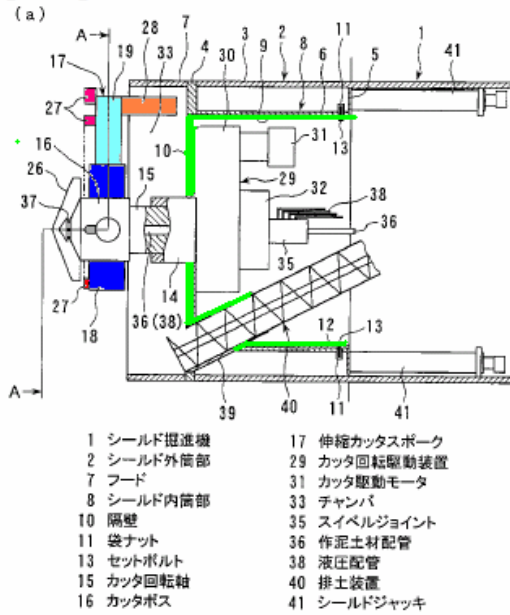 (a)
A
17
19
28
33
7
4
30
3
9
2
8
6
11
5
1
41
27
16
26
37
15
10
31
13
29
32
38
36
35
14
36(38)
27
18
12
13
11
39
40
41
A
1 シールド掘進機
2 シールド外筒部
7 フード
8 シールド内筒部
10 隔壁
11 袋ナット
13 セットボルト
15 カッタ回転軸
16 カッタボス
17 伸縮カッタスポーク
29 カッタ回転駆動装置
31 カッタ駆動モータ
33 チャンバ
35 スイベルジョイント
36 作泥土材配管
38 液圧配管
40 排土装置
41 シールドジャッキ